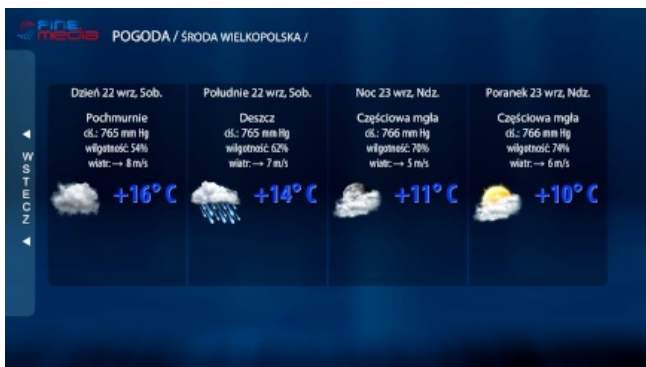 FINE
media
POGODA / ŚRODA WIELKOPOLSKA /
WSTECZ
Dzień 22 wrz, Sob.
Pochmurnie
ciś.: 765 mm Hg
wilgotność: 54%
wiatr: → 8 m/s
+16° C
Południe 22 wrz, Sob.
Deszcz
ciś.: 765 mm Hg
wilgotność: 62%
wiatr: → 7 m/s
+14° C
Noc 23 wrz, Ndz.
Częściowa mgła
ciś.: 766 mm Hg
wilgotność: 70%
wiatr: → 5 m/s
+11° C
Poranek 23 wrz, Ndz.
Częściowa mgła
ciś.: 766 mm Hg
wilgotność: 74%
wiatr: → 6 m/s
+10° C